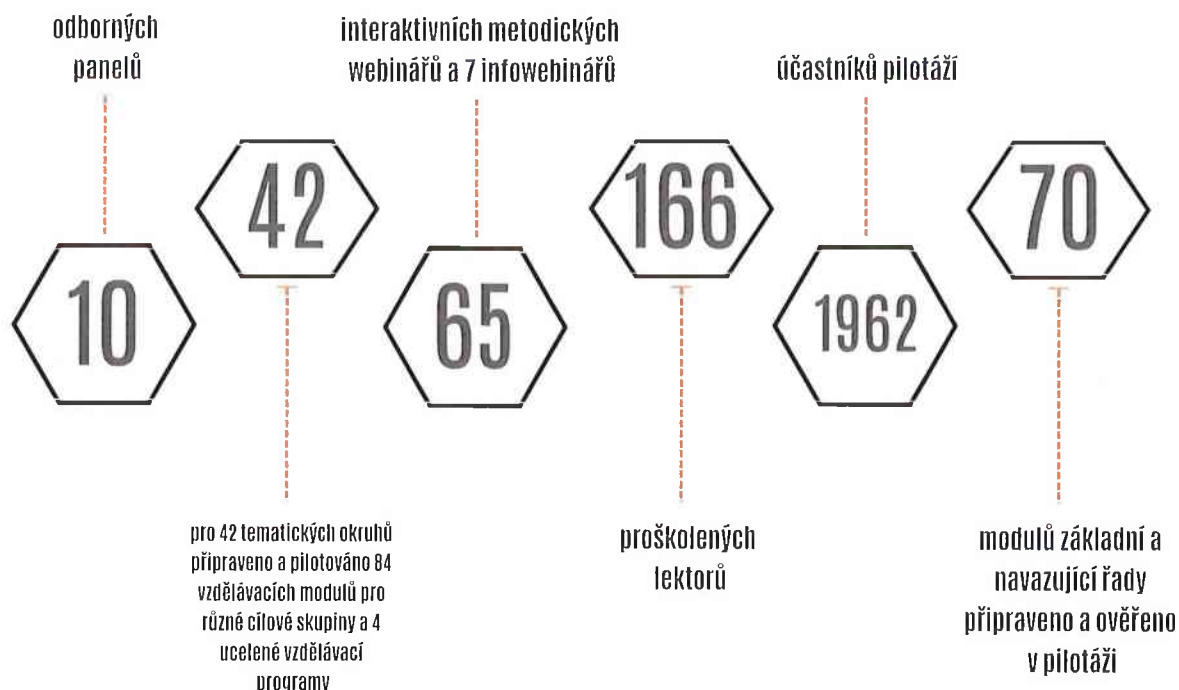 odborných
panelů
10
42
pro 42 tematických okruhů
připraveno a pilotováno 84
vzdělávacích modulů pro
různé cílové skupiny a 4
ucelené vzdělávací
programy
interaktivních metodických
webinářů a 7 infowebinářů
65
166
proškolených
lektorů
účastníků pilotáží
1962
70
modulů základní a
navazující řady
připraveno a ověřeno
v pilotáži